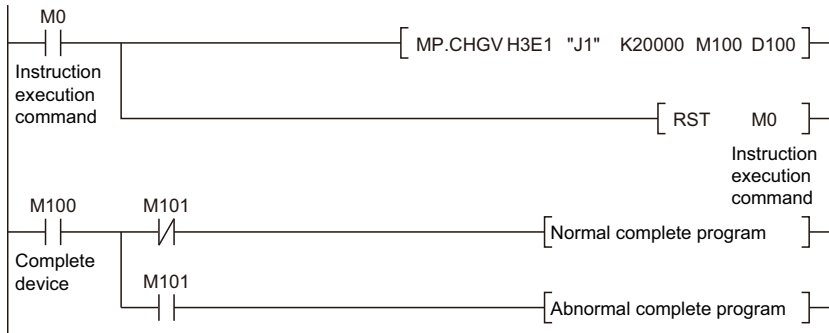 M0
MP.CHGV H3E1 "J1" K20000 M100 D100
Instruction
execution
command
RST M0
Instruction
execution
command
M100 M101
Normal complete program
Complete
device
M101
Abnormal complete program